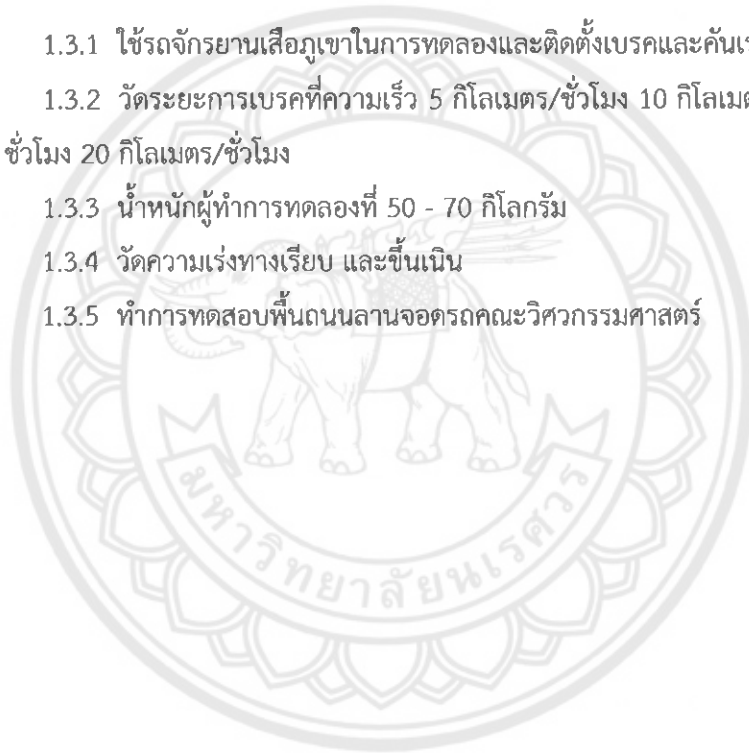 1.3.1 ใช้รถจักรยานเสือภูเขาในการทดลองและติดตั้งเบรคและคันเ
1.3.2 วัดระยะการเบรคที่ความเร็ว 5 กิโลเมตร/ชั่วโมง 10 กิโลเม
ชั่วโมง 20 กิโลเมตร/ชั่วโมง
1.3.3 น้ำหนักผู้ทำการทดลองที่ 50 - 70 กิโลกรัม
1.3.4 วัดความเร่งทางเรียบ และขึ้นเนิน
1.3.5 ทำการทดสอบพื้นถนนลานจอดรถคณะวิศวกรรมศาสตร์
มหาวิทยาลัยนเรศวร